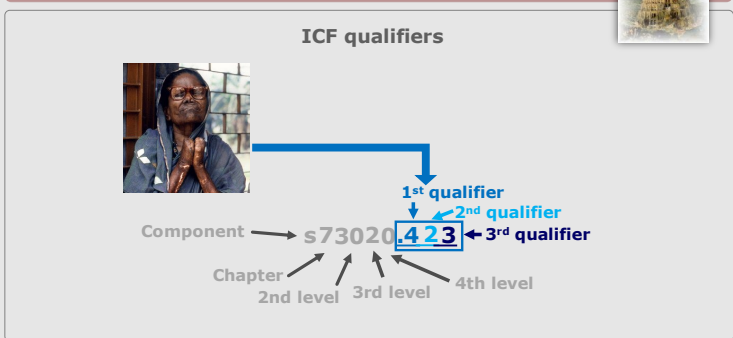 ICF qualifiers
1st qualifier
2nd qualifier
Component
s73020.423
3rd qualifier
Chapter
2nd level
3rd level
4th level